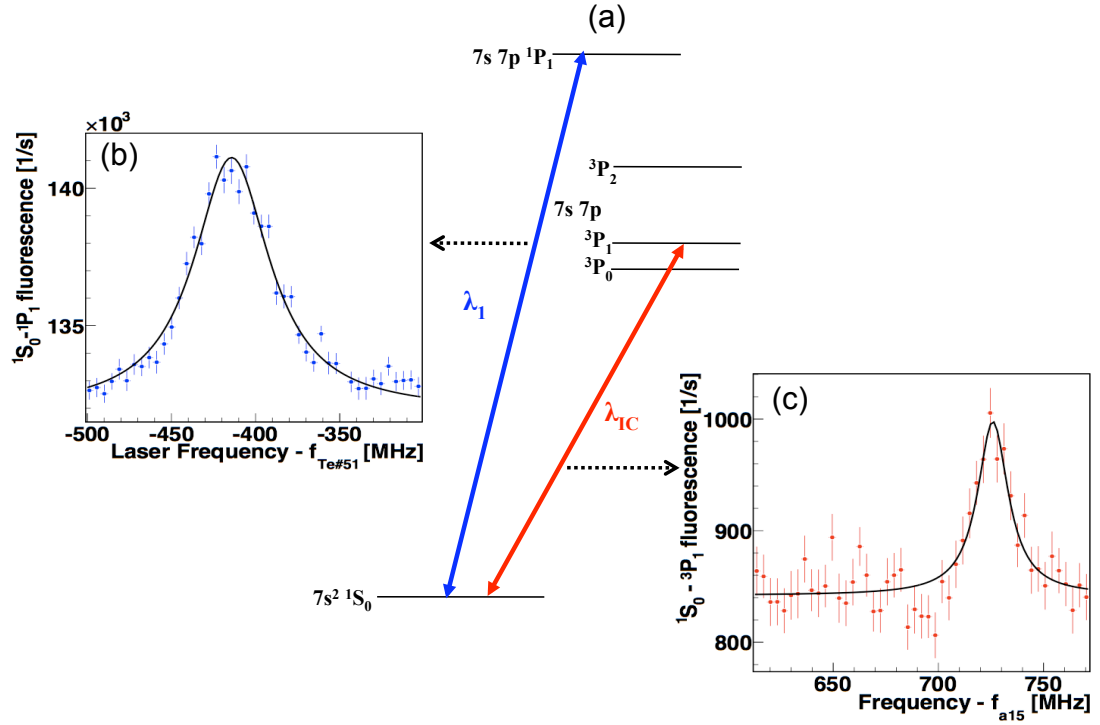 (a)
7s 7p ¹P₁
³P₂
7s 7p
³P₁
³P₀
λ₁
λ_IC
7s² ¹S₀
(b)
×10³
¹S₀-¹P₁ fluorescence [1/s]
140
135
-500 -450 -400 -350
Laser Frequency - f_Te#51 [MHz]
(c)
¹S₀ - ³P₁ fluorescence [1/s]
1000
900
800
650 700 750
Frequency - f_a15 [MHz]